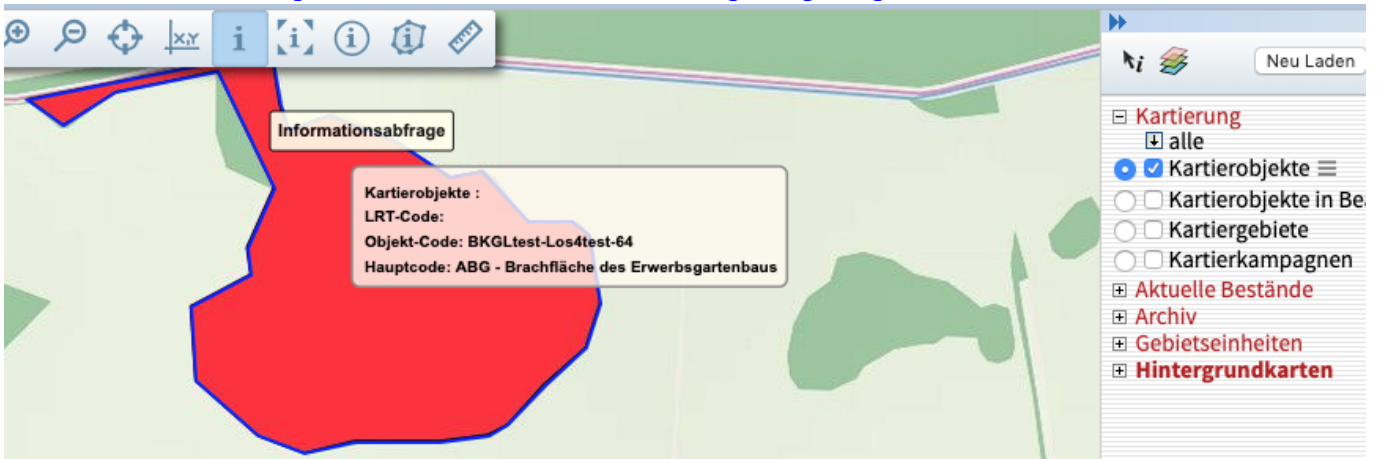 x,y
i
i
i
i
Informationsabfrage
Kartierobjekte :
LRT-Code:
Objekt-Code: BKGLtest-Los4test-64
Hauptcode: ABG - Brachfläche des Erwerbsgartenbaus
i
Neu Laden
Kartierung
alle
Kartierobjekte
Kartierobjekte in Be
Kartiergebiete
Kartierkampagnen
Aktuelle Bestände
Archiv
Gebietseinheiten
Hintergrundkarten